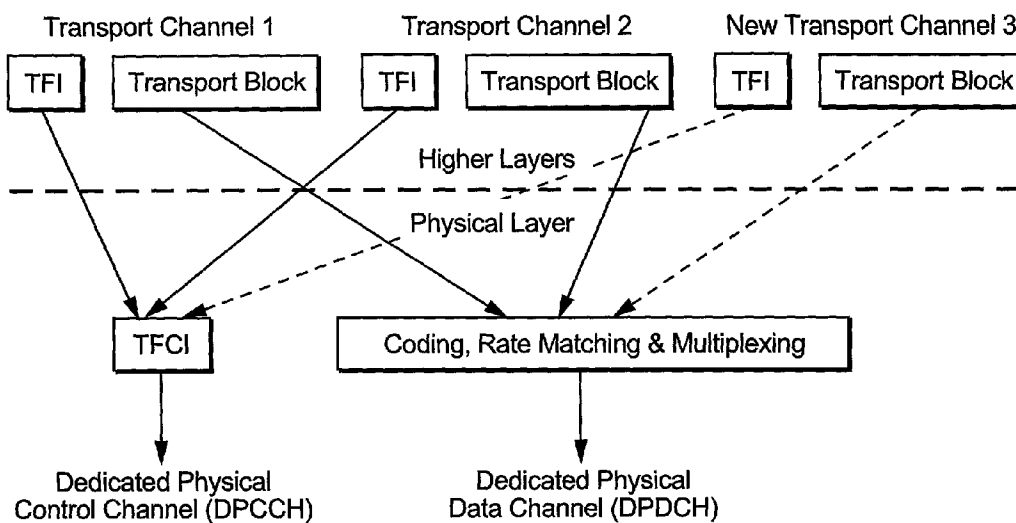 Transport Channel 1
Transport Channel 2
New Transport Channel 3
TFI
Transport Block
TFI
Transport Block
TFI
Transport Block
Higher Layers
Physical Layer
TFCI
Coding, Rate Matching & Multiplexing
Dedicated Physical
Control Channel (DPCCH)
Dedicated Physical
Data Channel (DPDCH)